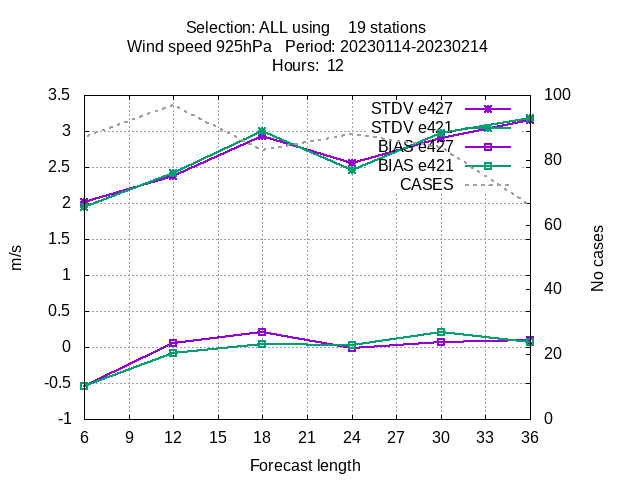 Selection: ALL using 19 stations
Wind speed 925hPa Period: 20230114-20230214
Hours: 12
3.5
3
2.5
2
1.5
1
0.5
0
-0.5
-1
m/s
STDV e427
STDV e421
BIAS e427
BIAS e421
CASES
100
80
60
40
20
0
No cases
6 9 12 15 18 21 24 27 30 33 36
Forecast length